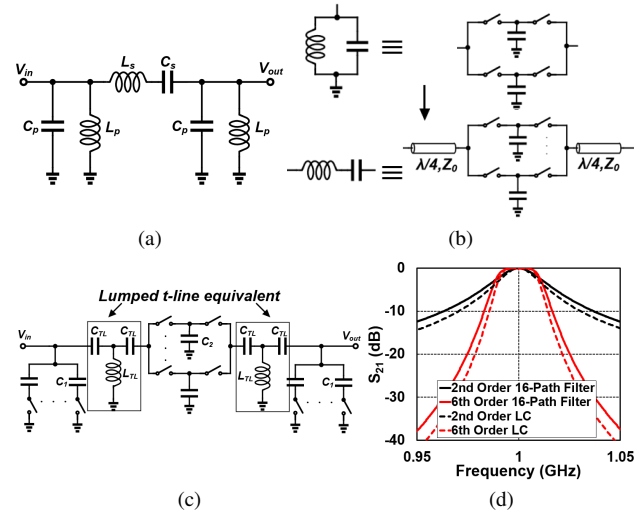 L_s C_s
V_in V_out
C_p L_p C_p L_p
(a)
λ/4,Z_0 λ/4,Z_0
(b)
Lumped t-line equivalent
V_in C_TL C_TL C_2 C_TL C_TL V_out
C_1 L_TL L_TL C_1
(c)
0
-10
-20
-30
-40
S_21 (dB)
2nd Order 16-Path Filter
6th Order 16-Path Filter
2nd Order LC
6th Order LC
0.95 1 1.05
Frequency (GHz)
(d)